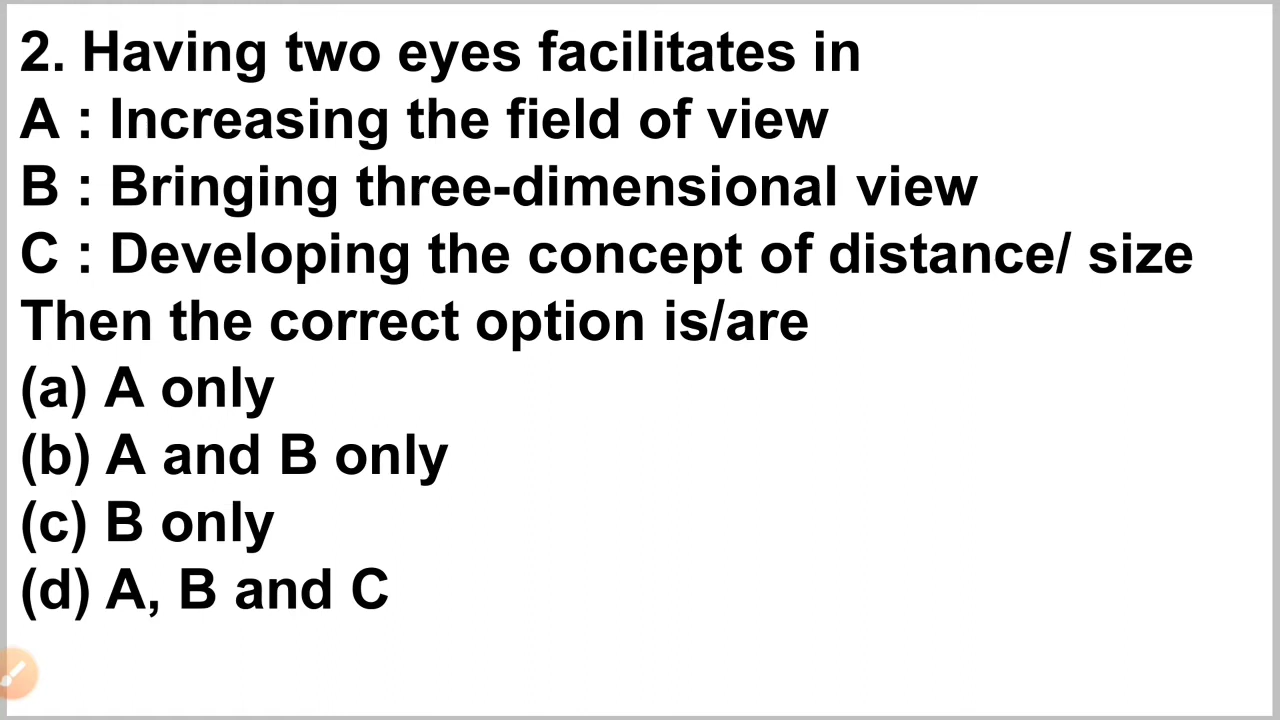 2. Having two eyes facilitates in
A : Increasing the field of view
B : Bringing three-dimensional view
C : Developing the concept of distance/ size
Then the correct option is/are
(a) A only
(b) A and B only
(c) B only
(d) A, B and C